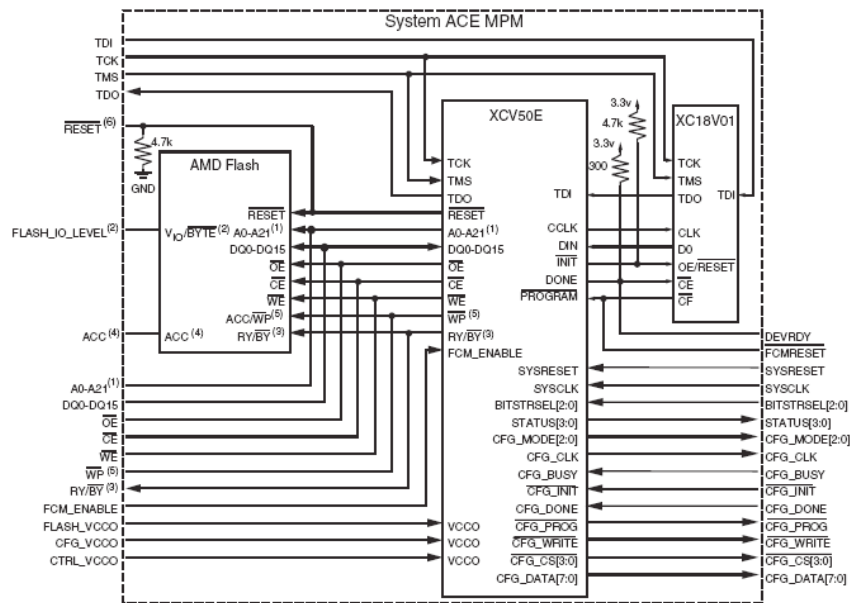 System ACE MPM
TDI
TCK
TMS
TDO
RESET (6)
4.7k
GND
AMD Flash
RESET
FLASH_IO_LEVEL(2)
VIO/BYTE(2)
A0-A21(1)
DQ0-DQ15
OE
CE
WE
ACC/WP(5)
RY/BY(3)
ACC(4)
ACC(4)
A0-A21(1)
DQ0-DQ15
OE
CE
WE
WP(5)
RY/BY(3)
FCM_ENABLE
FLASH_VCCO
CFG_VCCO
CTRL_VCCO
XCV50E
TCK
TMS
TDO
RESET
A0-A21(1)
DQ0-DQ15
OE
CE
WE
WP(5)
RY/BY(3)
FCM_ENABLE
VCCO
VCCO
VCCO
TDI
CCLK
DIN
INIT
DONE
PROGRAM
SYSRESET
SYSCLK
BITSTRSEL[2:0]
STATUS[3:0]
CFG_MODE[2:0]
CFG_CLK
CFG_BUSY
CFG_INIT
CFG_DONE
CFG_PROG
CFG_WRITE
CFG_CS[3:0]
CFG_DATA[7:0]
3.3v
4.7k
3.3v
300
XC18V01
TCK
TMS
TDI
TDO
CLK
D0
OE/RESET
CE
CF
DEVRDY
FCMRESET
SYSRESET
SYSCLK
BITSTRSEL[2:0]
STATUS[3:0]
CFG_MODE[2:0]
CFG_CLK
CFG_BUSY
CFG_INIT
CFG_DONE
CFG_PROG
CFG_WRITE
CFG_CS[3:0]
CFG_DATA[7:0]